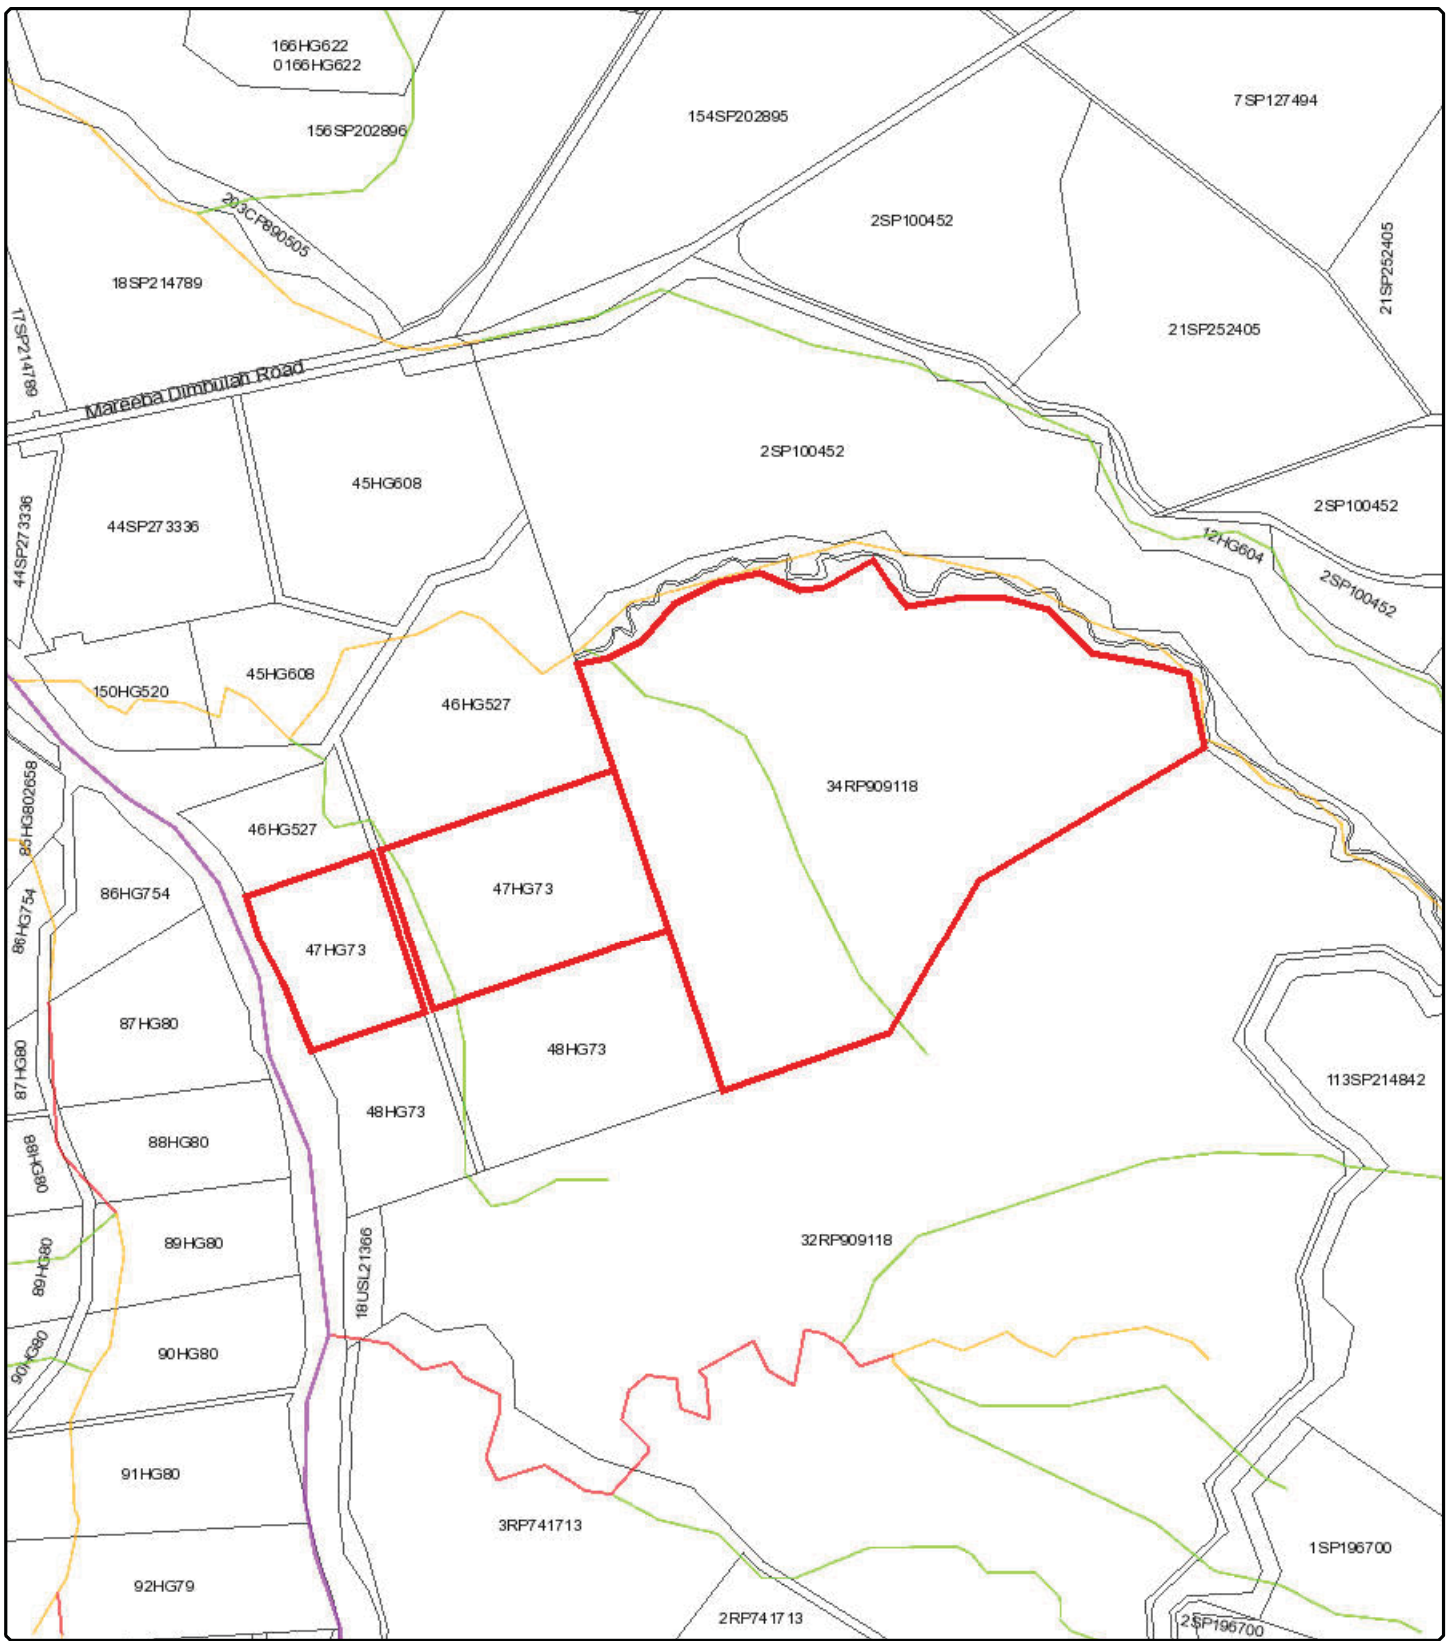 166HG622
0166HG622
156SP202896
154SP202895
7SP127494
203CP890505
2SP100452
21SP252405
18SP214789
21SP252405
17SP214789
Mareeba Dimbulah Road
2SP100452
45HG608
2SP100452
44SP273336
44SP273336
12HG604
2SP100452
150HG520
45HG608
46HG527
34RP909118
85HG802658
46HG527
47HG73
86HG754
86HG754
47HG73
87HG80
48HG73
87HG80
113SP214842
48HG73
88HG80
88HG80
89HG80
32RP909118
89HG80
18USL21366
90HG80
90HG80
91HG80
3RP741713
1SP196700
92HG79
2RP741713
2SP196700